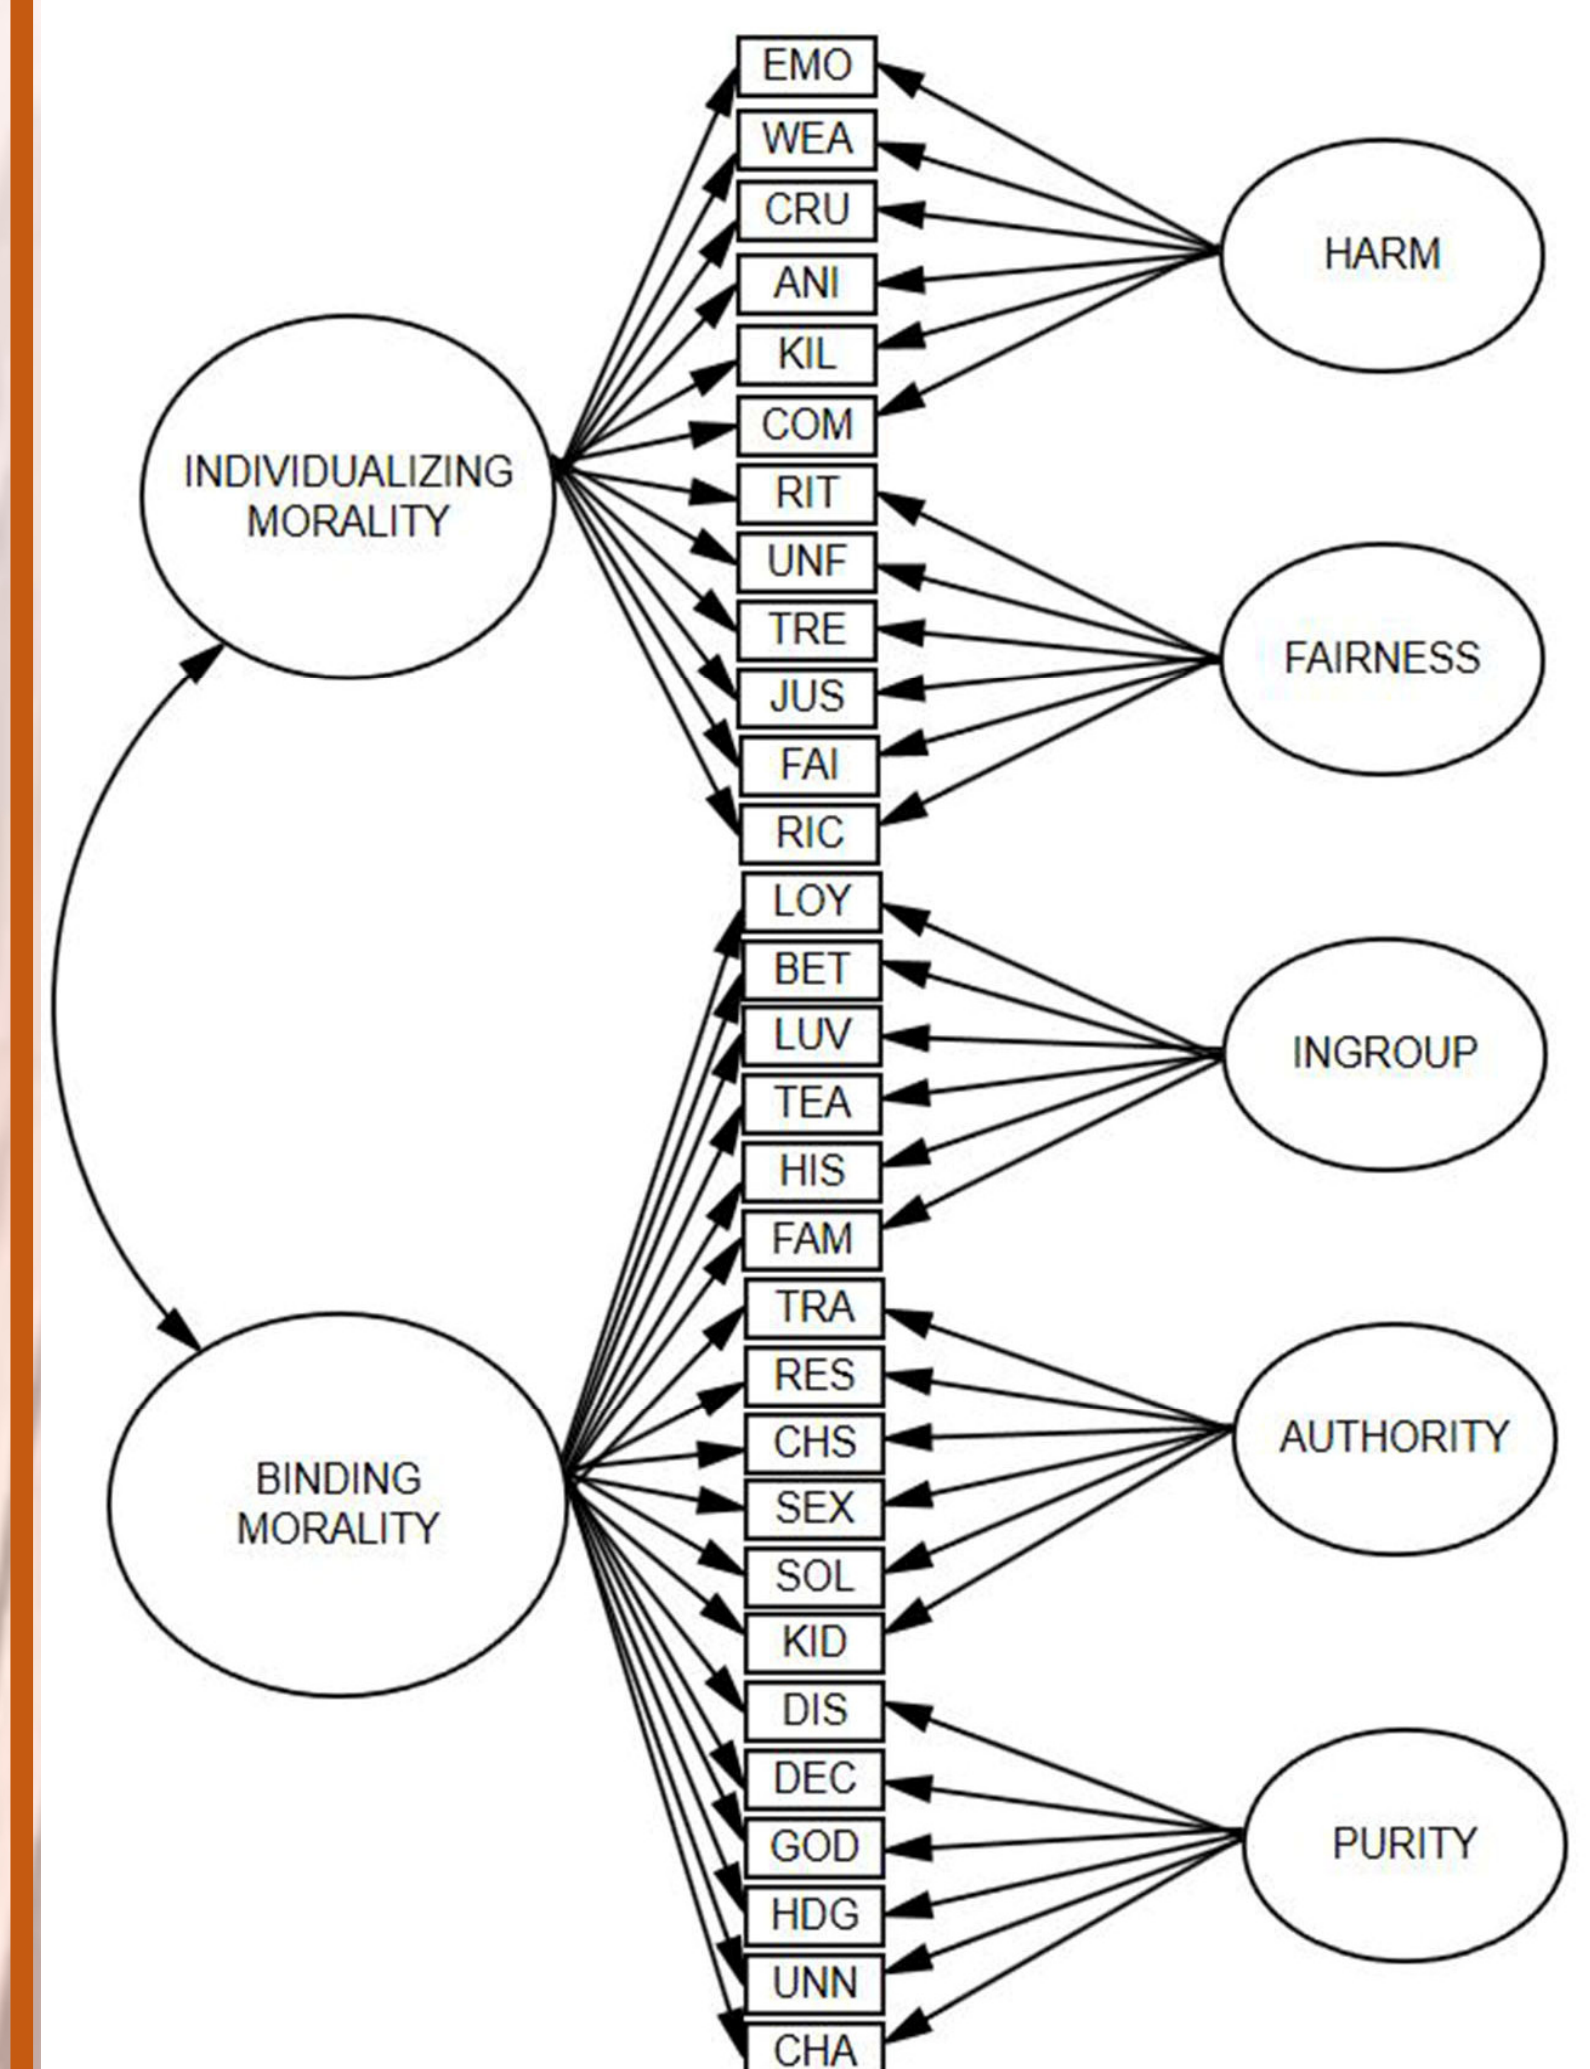 EMO
WEA
CRU
ANI
KIL
COM
RIT
UNF
TRE
JUS
FAI
RIC
LOY
BET
LUV
TEA
HIS
FAM
TRA
RES
CHS
SEX
SOL
KID
DIS
DEC
GOD
HDG
UNN
CHA
INDIVIDUALIZING
MORALITY
BINDING
MORALITY
HARM
FAIRNESS
INGROUP
AUTHORITY
PURITY